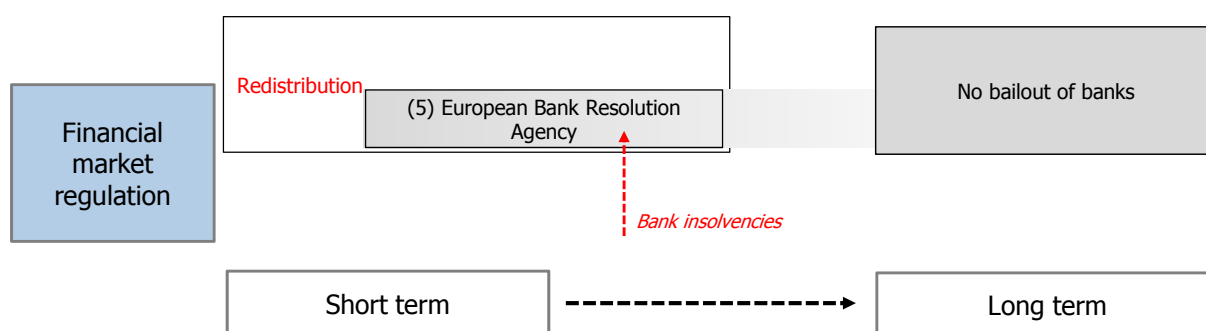 Redistribution
(5) European Bank Resolution
Agency
No bailout of banks
Financial
market
regulation
Bank insolvencies
Short term
Long term